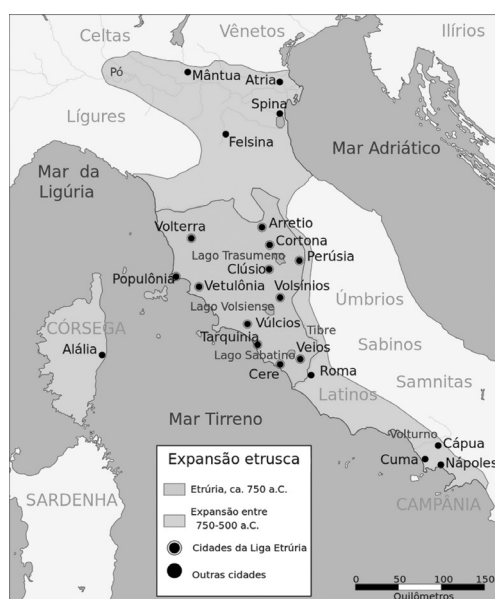 Celtas
Vênetos
Ilírios
Pó
Mântua
Atria
Spina
Lígures
Felsina
Mar Adriático
Mar da
Ligúria
Volterra
Arretio
Cortona
Lago Trasumeno
Perúsia
Clúsio
Populônia
Vetulônia
Volsínios
Lago Volsiense
Úmbrios
CÓRSEGA
Vúlcios
Tibre
Tarquinia
Veios
Sabinos
Alália
Lago Sabatino
Cere
Roma
Samnitas
Latinos
Mar Tirreno
Volturno
Cápua
Cuma
Nápoles
SARDENHA
CAMPÂNIA
Expansão etrusca
Etrúria, ca. 750 a.C.
Expansão entre
750-500 a.C.
Cidades da Liga Etrúria
Outras cidades
0 50 100 150
Quilômetros